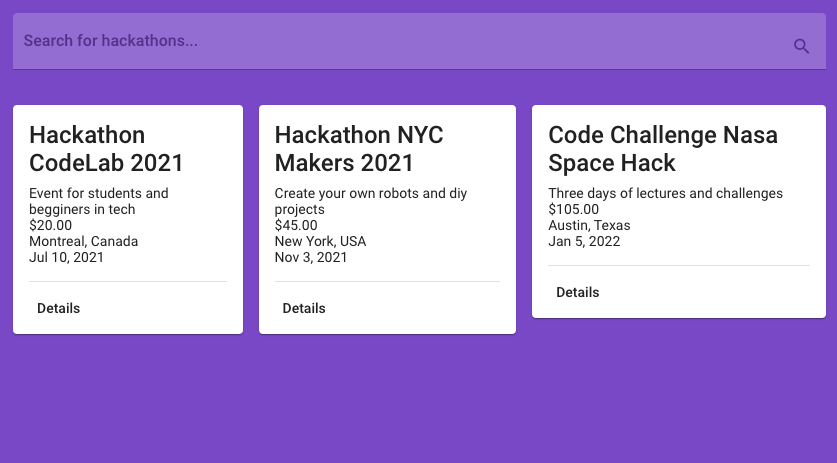 Search for hackathons...
Hackathon
CodeLab 2021
Event for students and
begginers in tech
$20.00
Montreal, Canada
Jul 10, 2021
Details
Hackathon NYC
Makers 2021
Create your own robots and diy
projects
$45.00
New York, USA
Nov 3, 2021
Details
Code Challenge Nasa
Space Hack
Three days of lectures and challenges
$105.00
Austin, Texas
Jan 5, 2022
Details